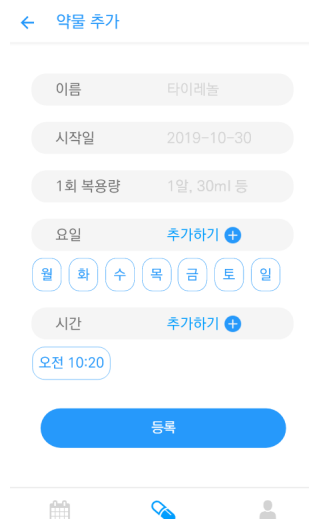 약물 추가
이름 타이레놀
시작일 2019-10-30
1회 복용량 1알, 30ml 등
요일 추가하기
월 화 수 목 금 토 일
시간 추가하기
오전 10:20
등록